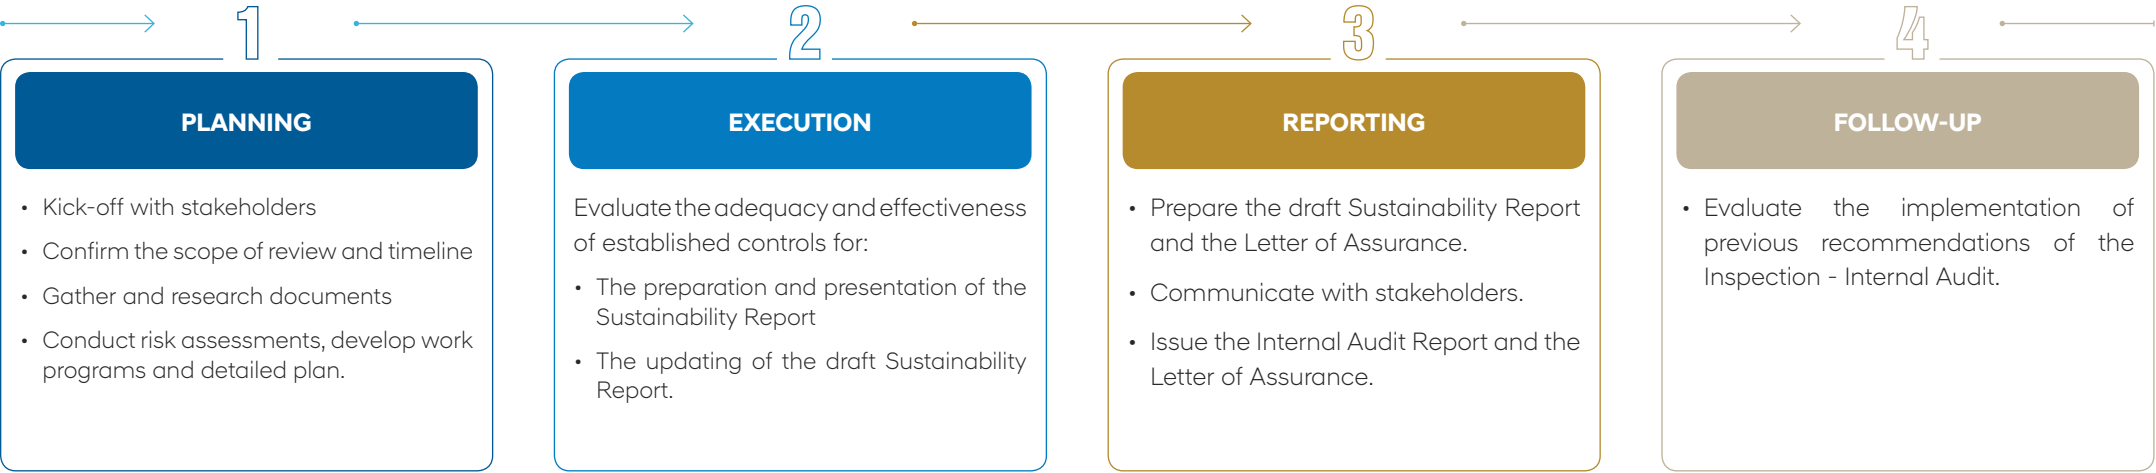 1
PLANNING
• Kick-off with stakeholders
• Confirm the scope of review and timeline
• Gather and research documents
• Conduct risk assessments, develop work
programs and detailed plan.
2
EXECUTION
Evaluate the adequacy and effectiveness
of established controls for:
• The preparation and presentation of the
Sustainability Report
• The updating of the draft Sustainability
Report.
3
REPORTING
• Prepare the draft Sustainability Report
and the Letter of Assurance.
• Communicate with stakeholders.
• Issue the Internal Audit Report and the
Letter of Assurance.
4
FOLLOW-UP
• Evaluate the implementation of
previous recommendations of the
Inspection - Internal Audit.